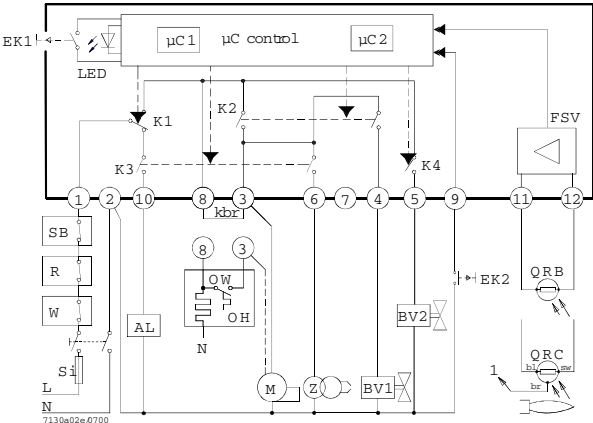 EK1
LED
µC1
µC control
µC2
K1
K2
K3
K4
FSV
1
2
10
8
3
6
7
4
5
9
11
12
kbr
SB
R
W
Si
L
N
AL
8
3
OW
OH
N
M
Z
BV1
BV2
EK2
QRB
QRC
bl
sw
br
1
7130a02e/0700